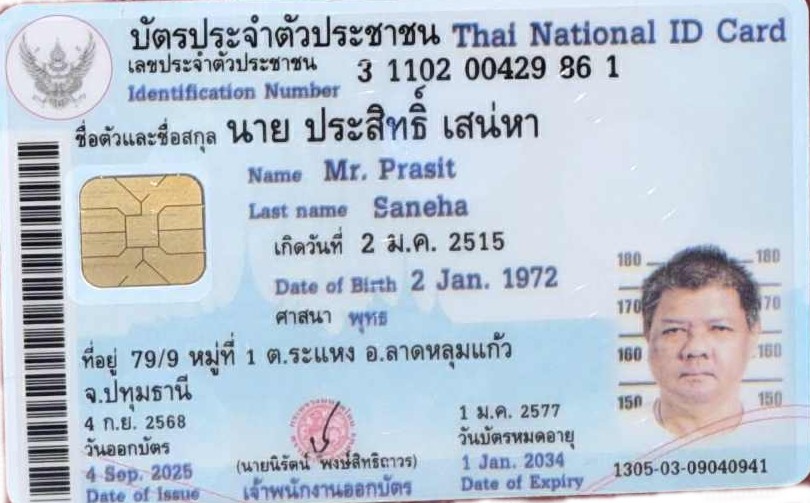 บัตรประจำตัวประชาชน Thai National ID Card
เลขประจำตัวประชาชน 3 1102 00429 86 1
Identification Number
ชื่อตัวและชื่อสกุล นาย ประสิทธิ์ เสน่หา
Name Mr. Prasit
Last name Saneha
เกิดวันที่ 2 ม.ค. 2515
Date of Birth 2 Jan. 1972
ศาสนา พุทธ
ที่อยู่ 79/9 หมู่ที่ 1 ต.ระแหง อ.ลาดหลุมแก้ว
จ.ปทุมธานี
4 ก.ย. 2568
วันออกบัตร
4 Sep. 2025
Date of Issue
(นายนิรัตน์ พงษ์สิทธิถาวร)
เจ้าพนักงานออกบัตร
1 ม.ค. 2577
วันบัตรหมดอายุ
1 Jan. 2034
Date of Expiry
180 180
170 170
160 160
150 150
1305-03-09040941